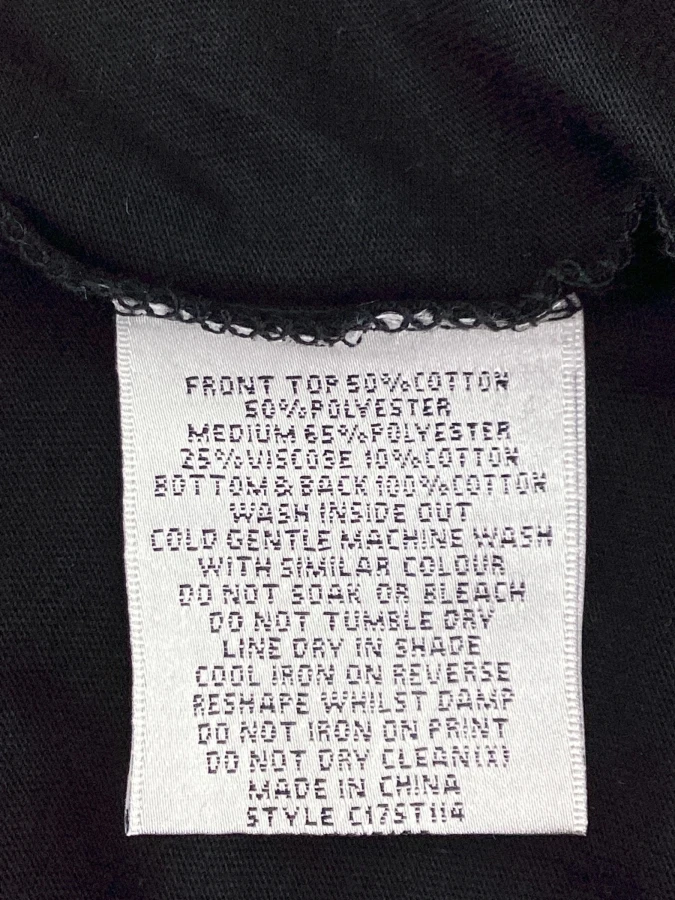 FRONT TOP 50%COTTON
50%POLYESTER
MEDIUM 65%POLYESTER
25%VISCOSE 10%COTTON
BOTTOM & BACK 100%COTTON
WASH INSIDE OUT
COLD GENTLE MACHINE WASH
WITH SIMILAR COLOUR
DO NOT SOAK OR BLEACH
DO NOT TUMBLE DRY
LINE DRY IN SHADE
COOL IRON ON REVERSE
RESHAPE WHILST DAMP
DO NOT IRON ON PRINT
DO NOT DRY CLEAN(X)
MADE IN CHINA
STYLE C17ST114